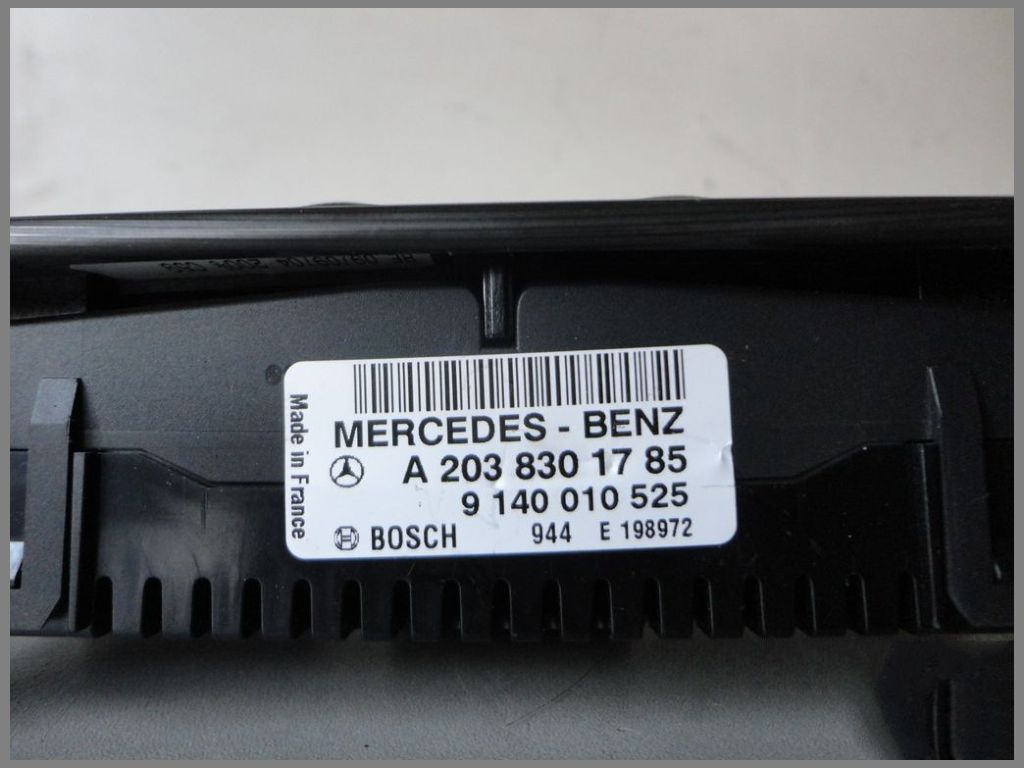 MERCEDES - BENZ
A 203 830 17 85
9 140 010 525
BOSCH 944 E 198972
Made in France